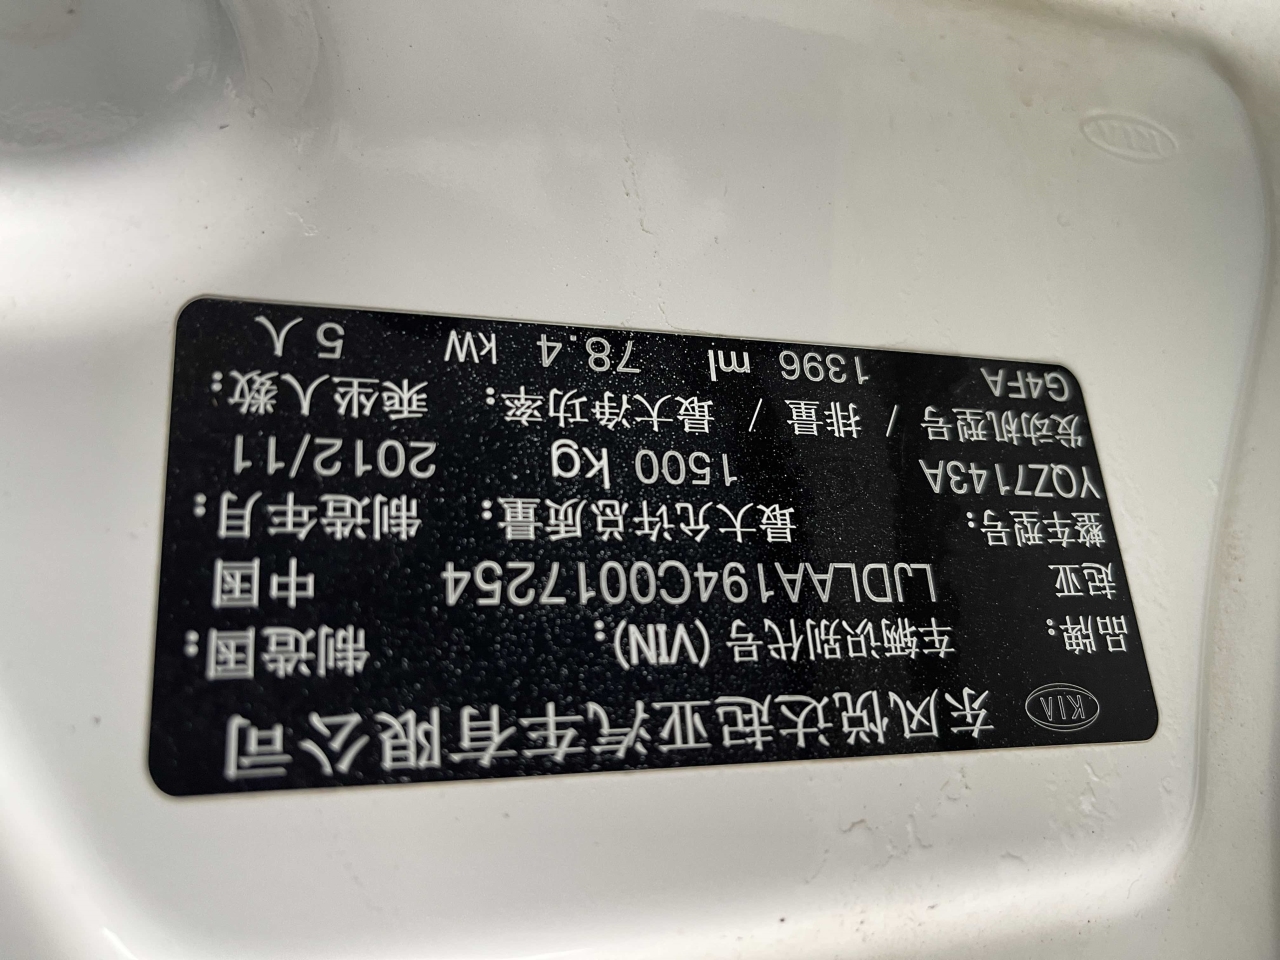 KIA 东风悦达起亚汽车有限公司
品牌: 车辆识别代号 (VIN): 制造国:
起亚 LJDLAA194C0017254 中国
整车型号: 最大允许总质量: 制造年月:
YQZ7143A 1500 kg 2012/11
发动机型号 / 排量 / 最大净功率: 乘坐人数:
G4FA 1396 ml 78.4 kW 5 人